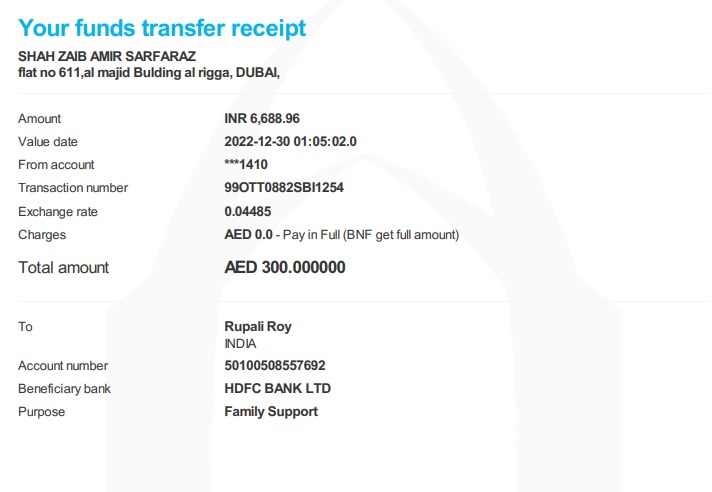 Your funds transfer receipt
SHAH ZAIB AMIR SARFARAZ
flat no 611,al majid Bulding al rigga, DUBAI,
Amount INR 6,688.96
Value date 2022-12-30 01:05:02.0
From account ***1410
Transaction number 99OTT0882SBI1254
Exchange rate 0.04485
Charges AED 0.0 - Pay in Full (BNF get full amount)
Total amount AED 300.000000
To Rupali Roy
INDIA
Account number 50100508557692
Beneficiary bank HDFC BANK LTD
Purpose Family Support